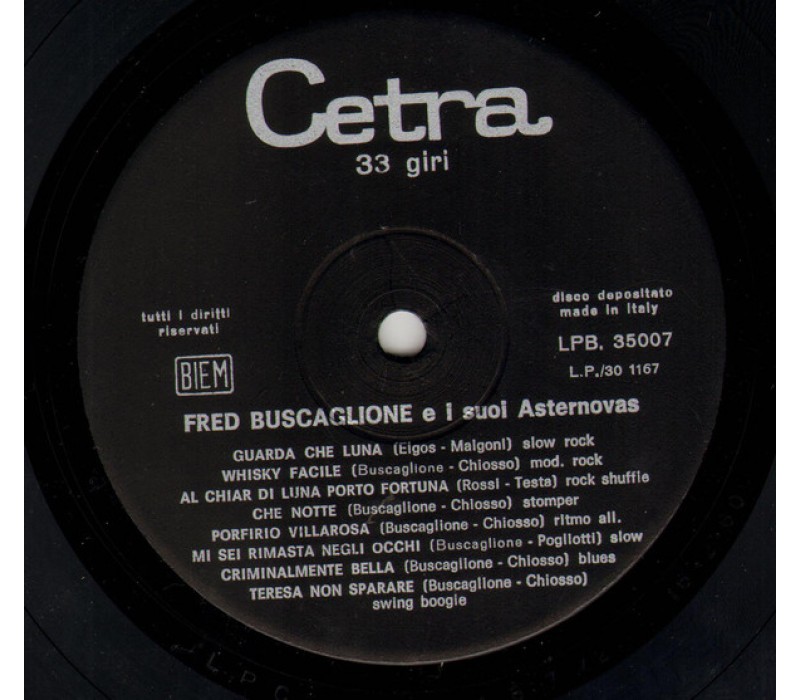 Cetra
33 giri
tutti i diritti
riservati
BIEM
disco depositato
made in Italy
LPB. 35007
L.P./30 1167
FRED BUSCAGLIONE e i suoi Asternovas
GUARDA CHE LUNA (Elgos - Malgoni) slow rock
WHISKY FACILE (Buscaglione - Chiosso) mod. rock
AL CHIAR DI LUNA PORTO FORTUNA (Rossi - Testa) rock shuffle
CHE NOTTE (Buscaglione - Chiosso) stomper
PORFIRIO VILLAROSA (Buscaglione - Chiosso) ritmo all.
MI SEI RIMASTA NEGLI OCCHI (Buscaglione - Pogliotti) slow
CRIMINALMENTE BELLA (Buscaglione - Chiosso) blues
TERESA NON SPARARE (Buscaglione - Chiosso)
swing boogie